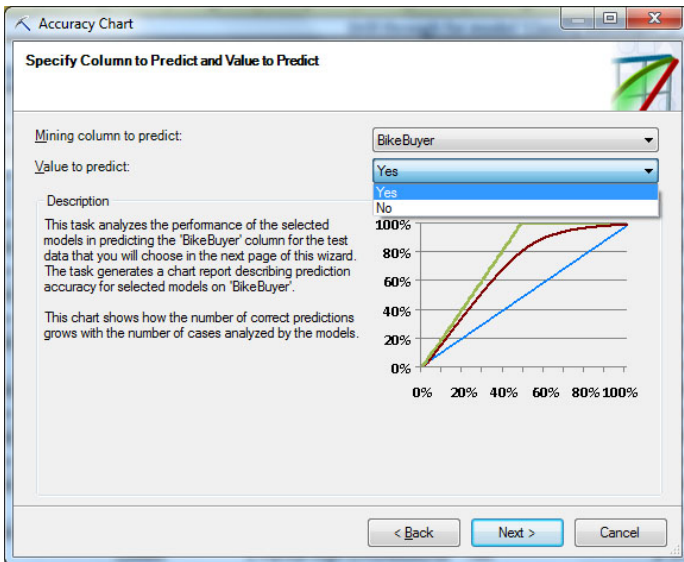 Accuracy Chart
Specify Column to Predict and Value to Predict
Mining column to predict:
BikeBuyer
Value to predict:
Yes
Yes
No
Description
This task analyzes the performance of the selected
models in predicting the 'BikeBuyer' column for the test
data that you will choose in the next page of this wizard.
The task generates a chart report describing prediction
accuracy for selected models on 'BikeBuyer'.
This chart shows how the number of correct predictions
grows with the number of cases analyzed by the models.
100%
80%
60%
40%
20%
0%
0% 20% 40% 60% 80% 100%
< Back
Next >
Cancel